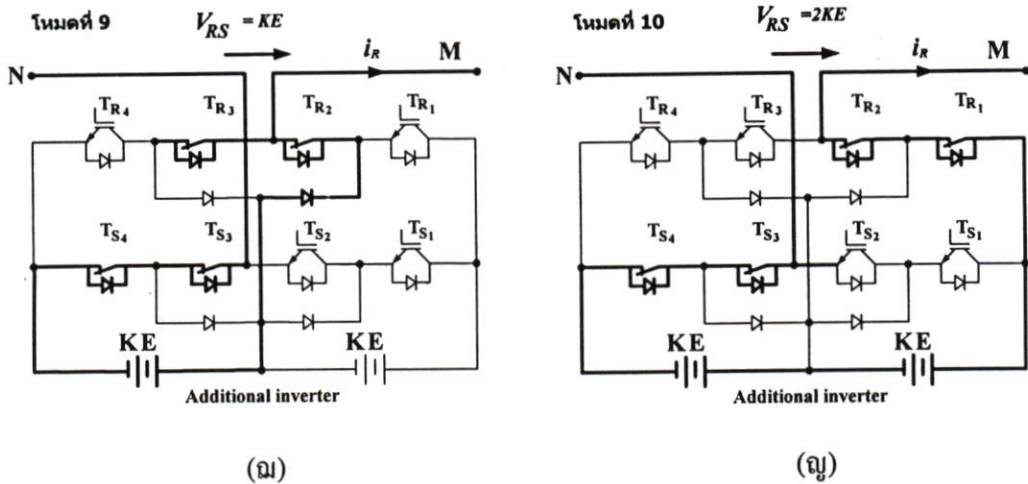 โหมดที่ 9
V_RS = KE
i_R
M
N
T_R4
T_R3
T_R2
T_R1
T_S4
T_S3
T_S2
T_S1
KE
KE
Additional inverter
(ฌ)
โหมดที่ 10
V_RS = 2KE
i_R
M
N
T_R4
T_R3
T_R2
T_R1
T_S4
T_S3
T_S2
T_S1
KE
KE
Additional inverter
(ญ)